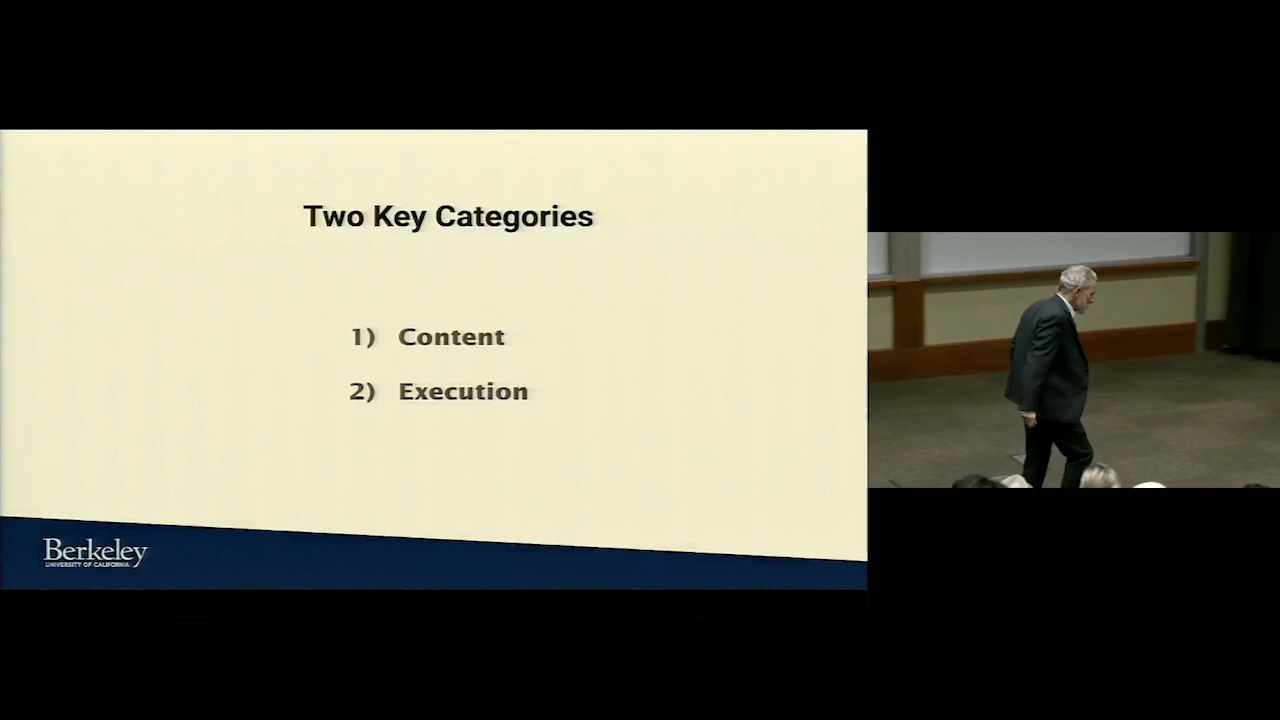 Two Key Categories
1) Content
2) Execution
Berkeley
UNIVERSITY OF CALIFORNIA